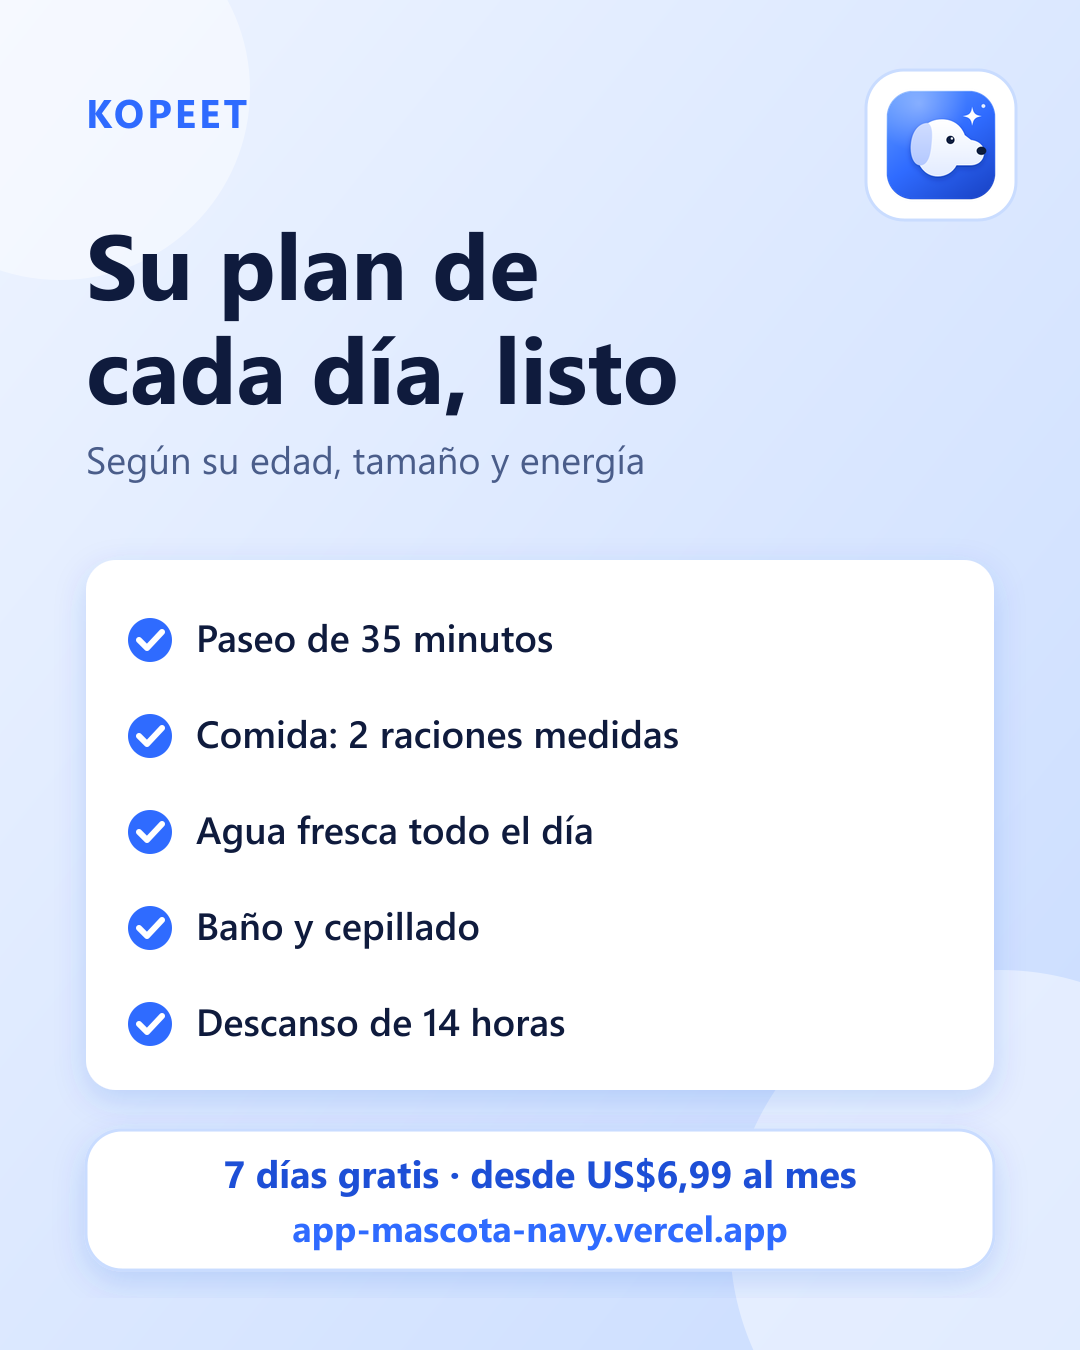 KOPEET
Su plan de
cada día, listo
Según su edad, tamaño y energía
Paseo de 35 minutos
Comida: 2 raciones medidas
Agua fresca todo el día
Baño y cepillado
Descanso de 14 horas
7 días gratis · desde US$6,99 al mes
app-mascota-navy.vercel.app